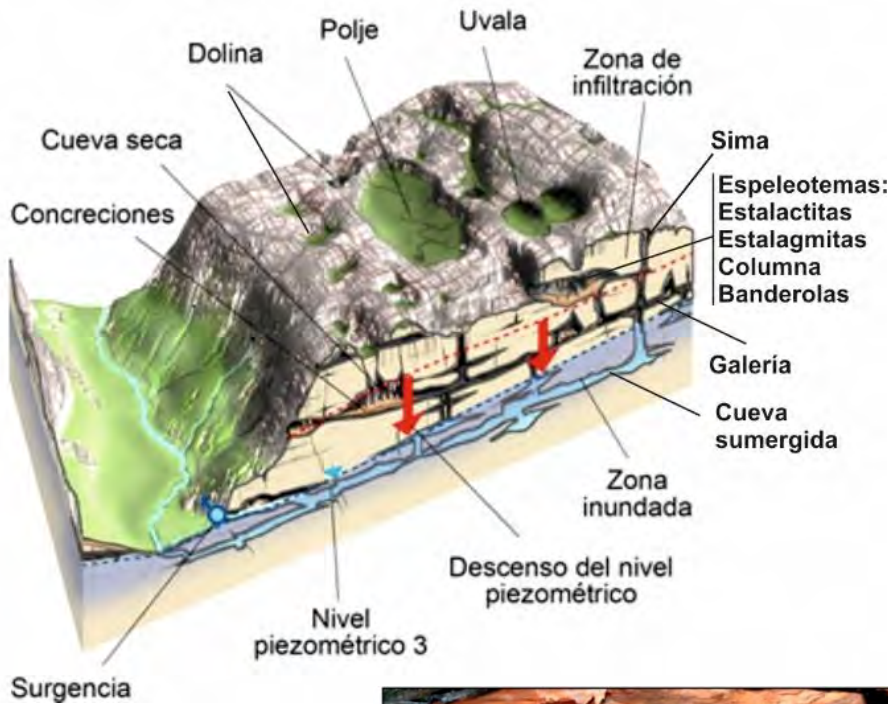 Polje
Uvala
Dolina
Zona de
infiltración
Cueva seca
Sima
Concreciones
Espeleotemas:
Estalactitas
Estalagmitas
Columna
Banderolas
Galería
Cueva
sumergida
Zona
inundada
Descenso del nivel
piezométrico
Nivel
piezométrico 3
Surgencia